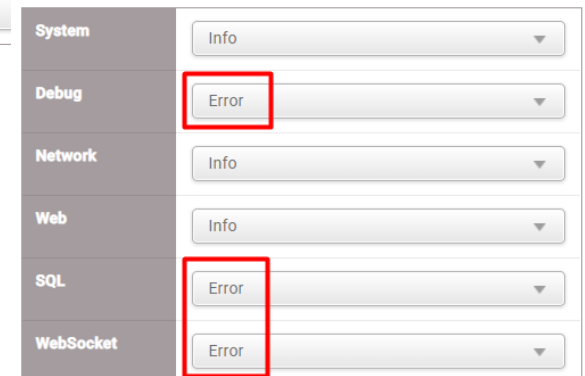 System Info
Debug Error
Network Info
Web Info
SQL Error
WebSocket Error